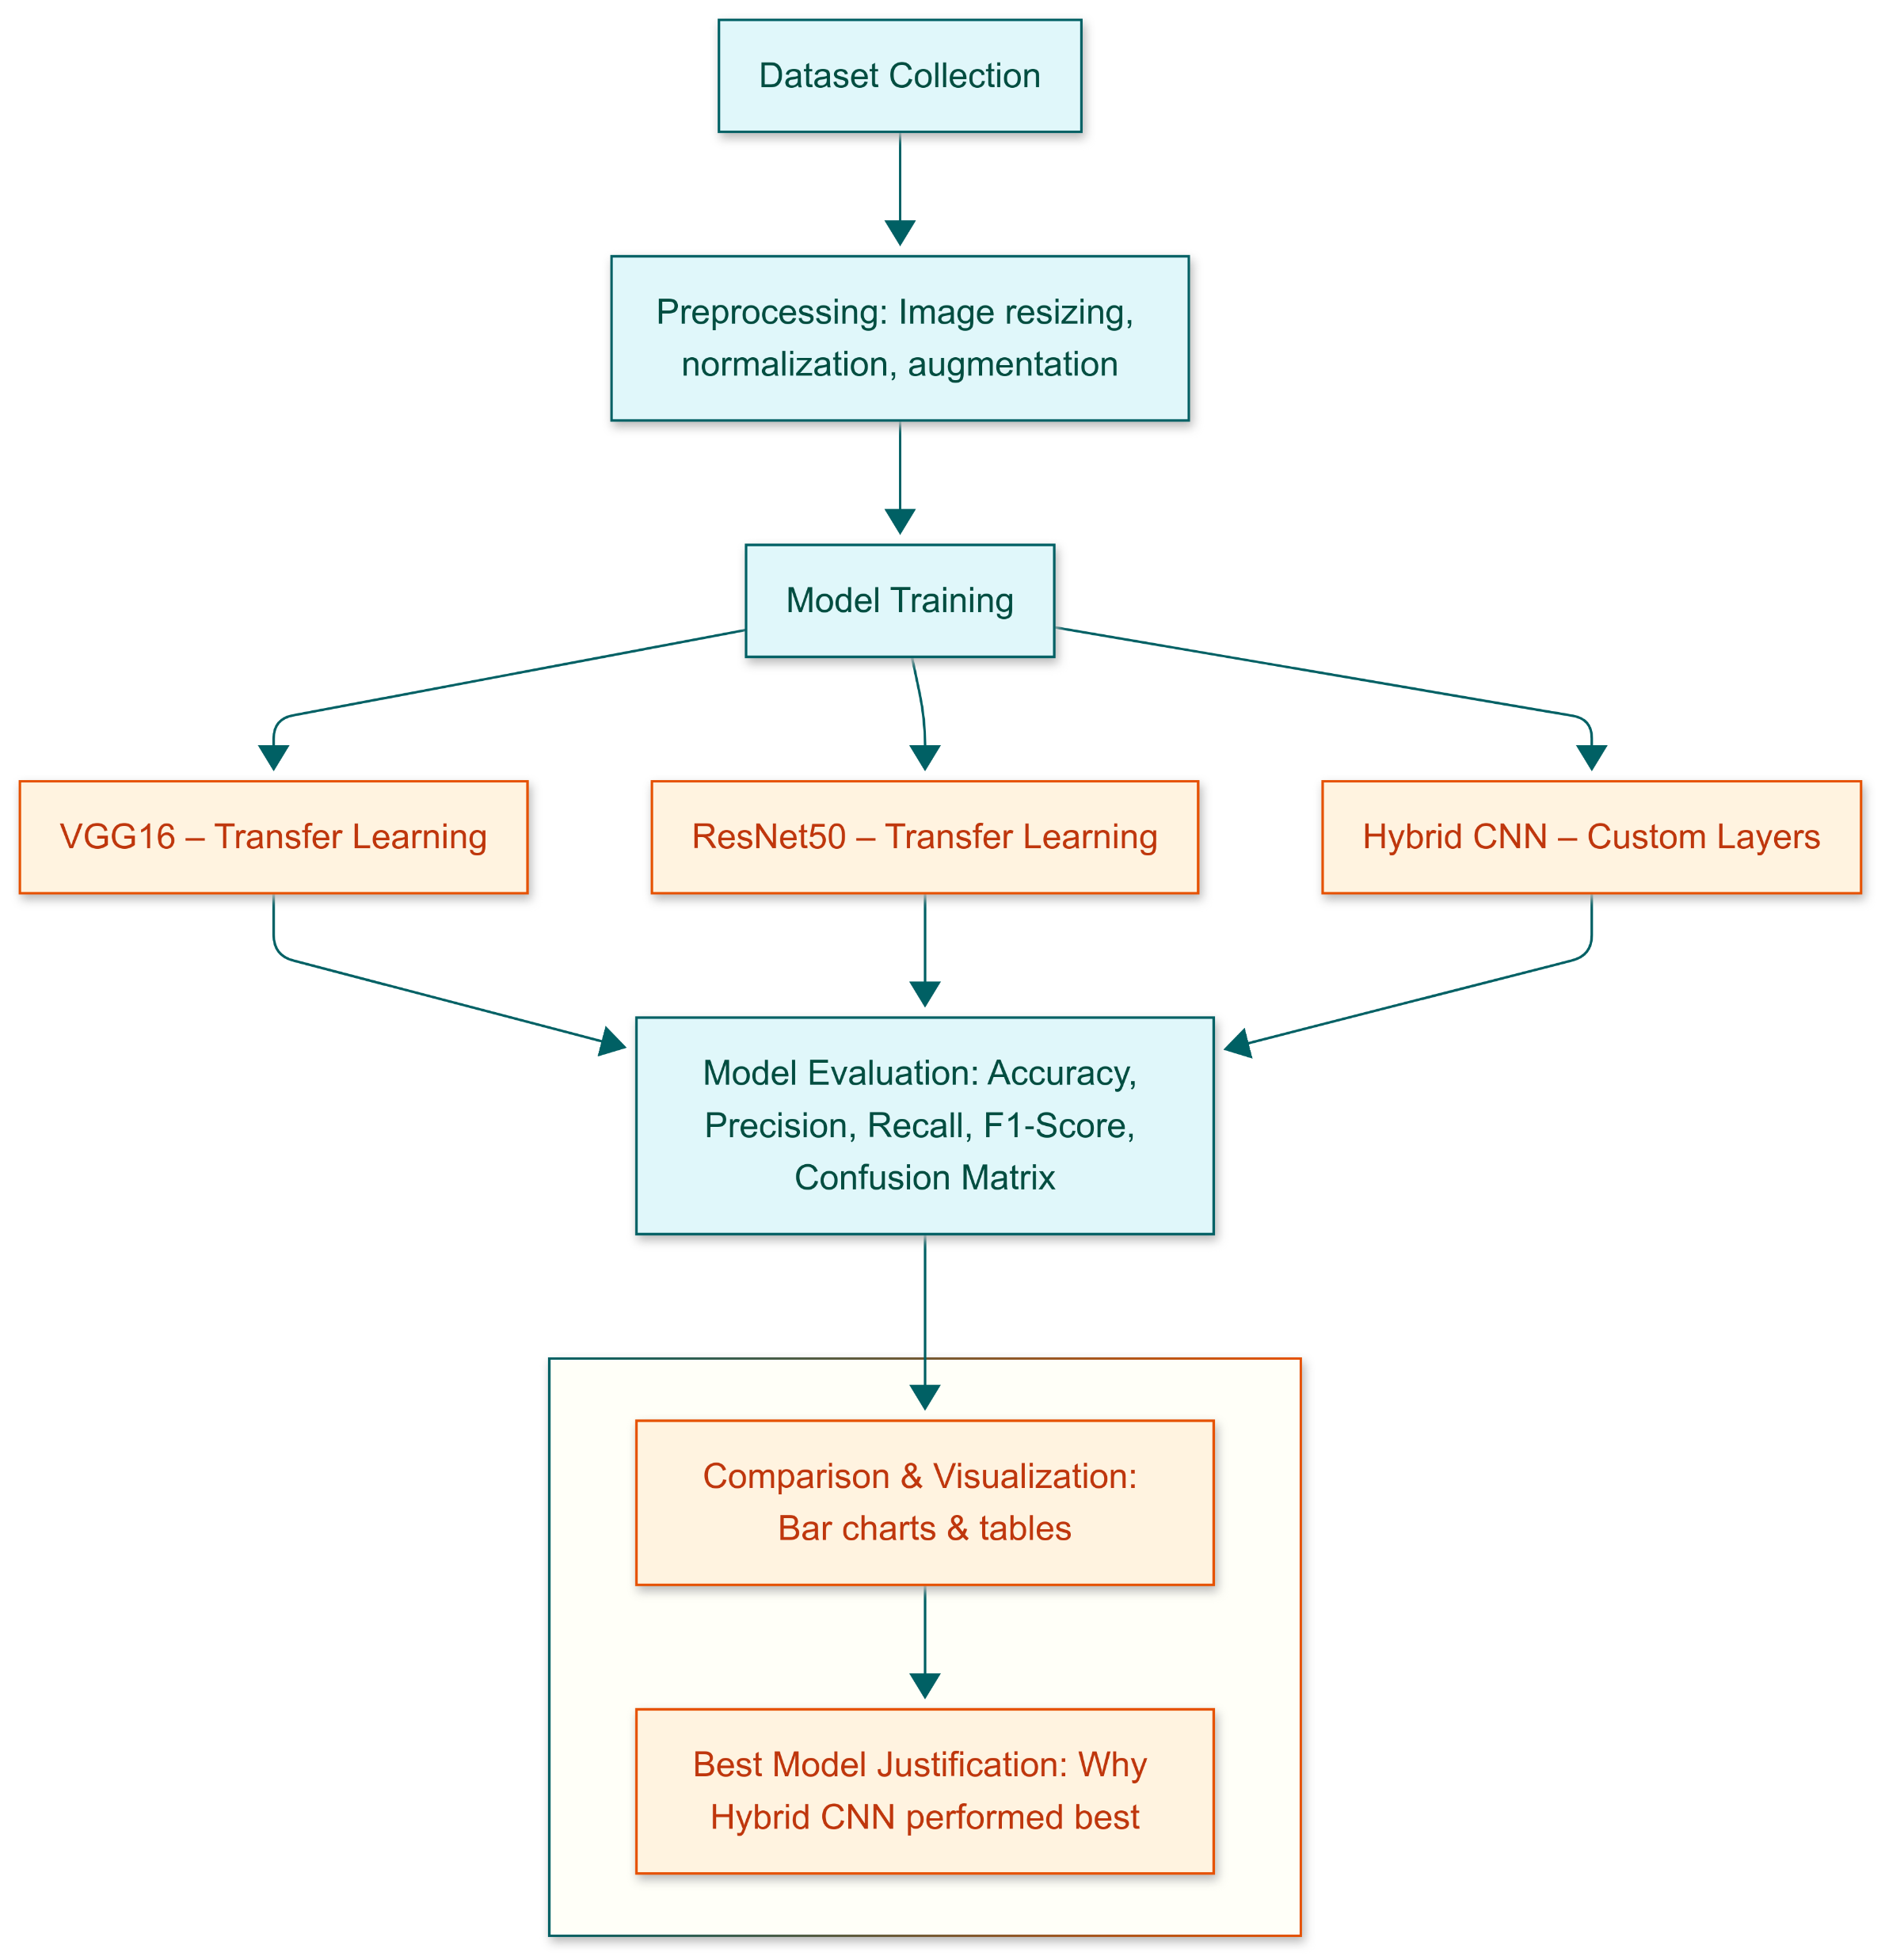 Dataset Collection
Preprocessing: Image resizing,
normalization, augmentation
Model Training
VGG16 – Transfer Learning
ResNet50 – Transfer Learning
Hybrid CNN – Custom Layers
Model Evaluation: Accuracy,
Precision, Recall, F1-Score,
Confusion Matrix
Comparison & Visualization:
Bar charts & tables
Best Model Justification: Why
Hybrid CNN performed best